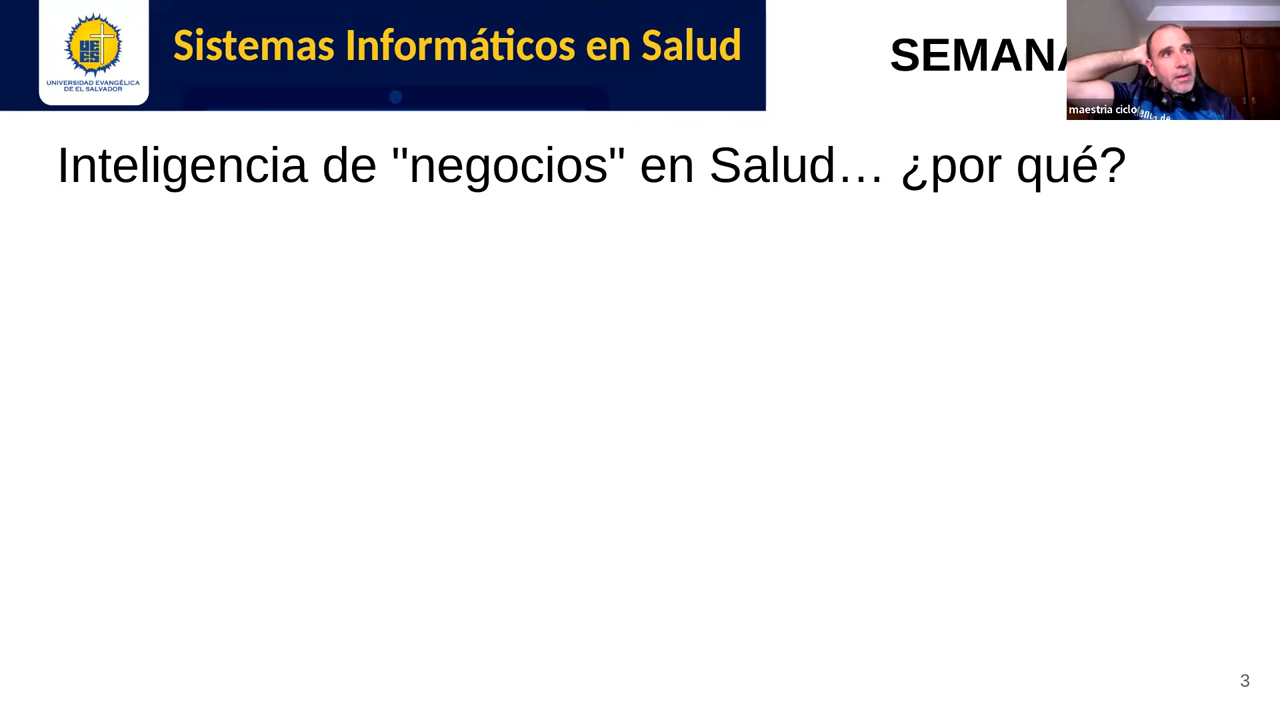 UNIVERSIDAD EVANGÉLICA
DE EL SALVADOR
Sistemas Informáticos en Salud
SEMANA
maestria ciclo
Inteligencia de "negocios" en Salud… ¿por qué?
3